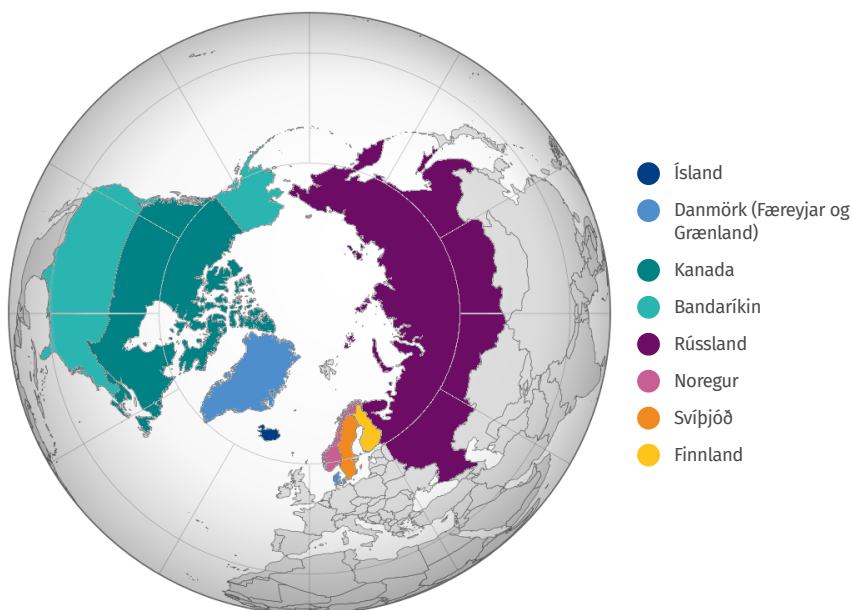 Ísland
Danmörk (Færeyjar og
Grænland)
Kanada
Bandaríkin
Rússland
Noregur
Svíþjóð
Finnland